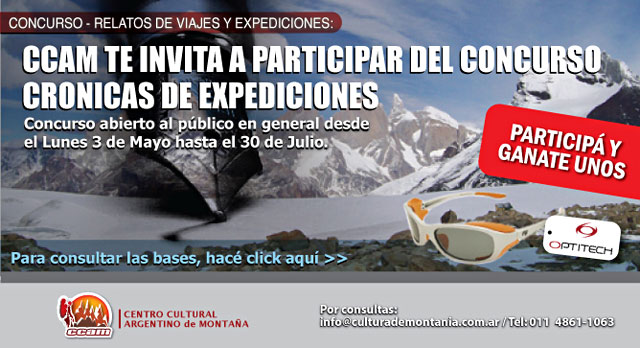 CONCURSO - RELATOS DE VIAJES Y EXPEDICIONES:
CCAM TE INVITA A PARTICIPAR DEL CONCURSO
CRONICAS DE EXPEDICIONES
Concurso abierto al público en general desde
el Lunes 3 de Mayo hasta el 30 de Julio.
PARTICIPÁ Y
GANATE UNOS
OPTITECH
Para consultar las bases, hacé click aquí >>
ccam
CENTRO CULTURAL
ARGENTINO de MONTAÑA
Por consultas:
info@culturademontania.com.ar / Tel: 011 4861-1063